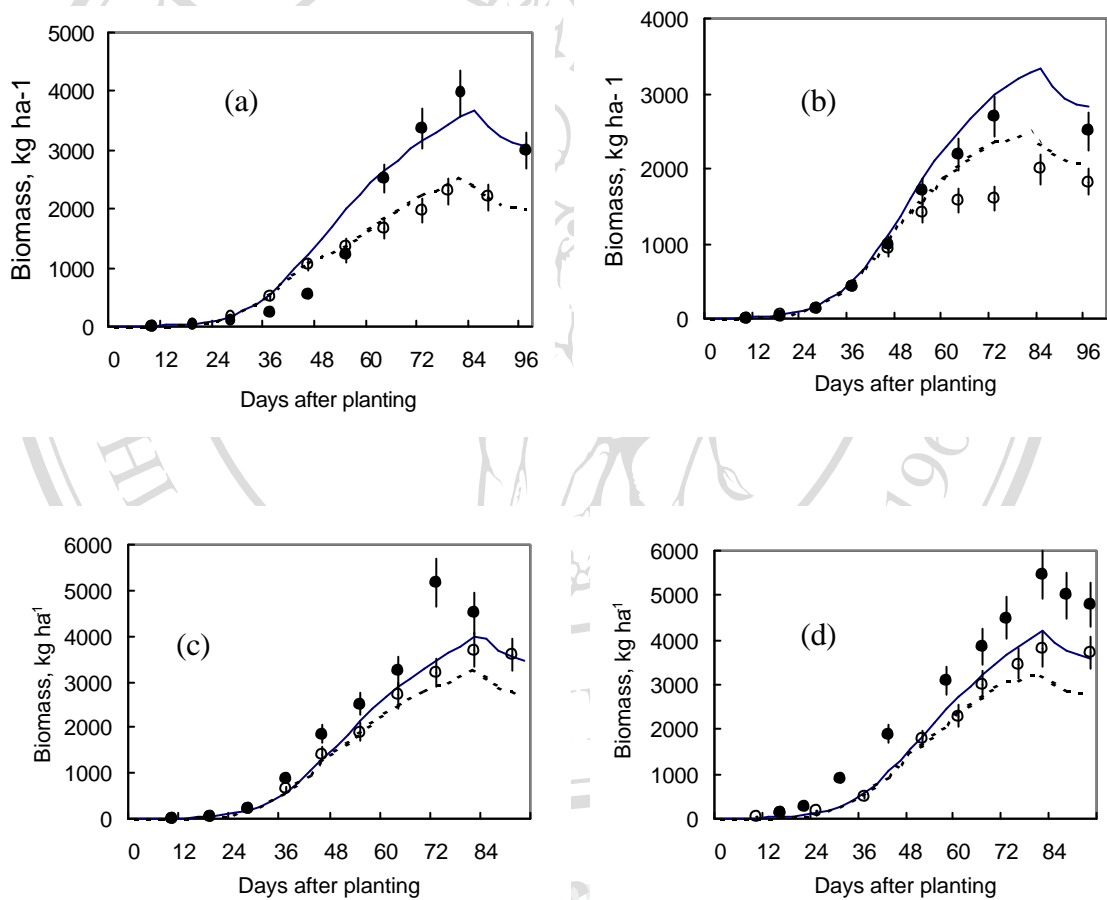 5000
4000
3000
2000
1000
0
Biomass, kg ha-1
(a)
0 12 24 36 48 60 72 84 96
Days after planting
4000
3000
2000
1000
0
Biomass, kg ha- 1
(b)
0 12 24 36 48 60 72 84 96
Days after planting
6000
5000
4000
3000
2000
1000
0
Biomass, kg ha-1
(c)
0 12 24 36 48 60 72 84
Days after planting
6000
5000
4000
3000
2000
1000
0
Biomass, kg ha-1
(d)
0 12 24 36 48 60 72 84
Days after planting